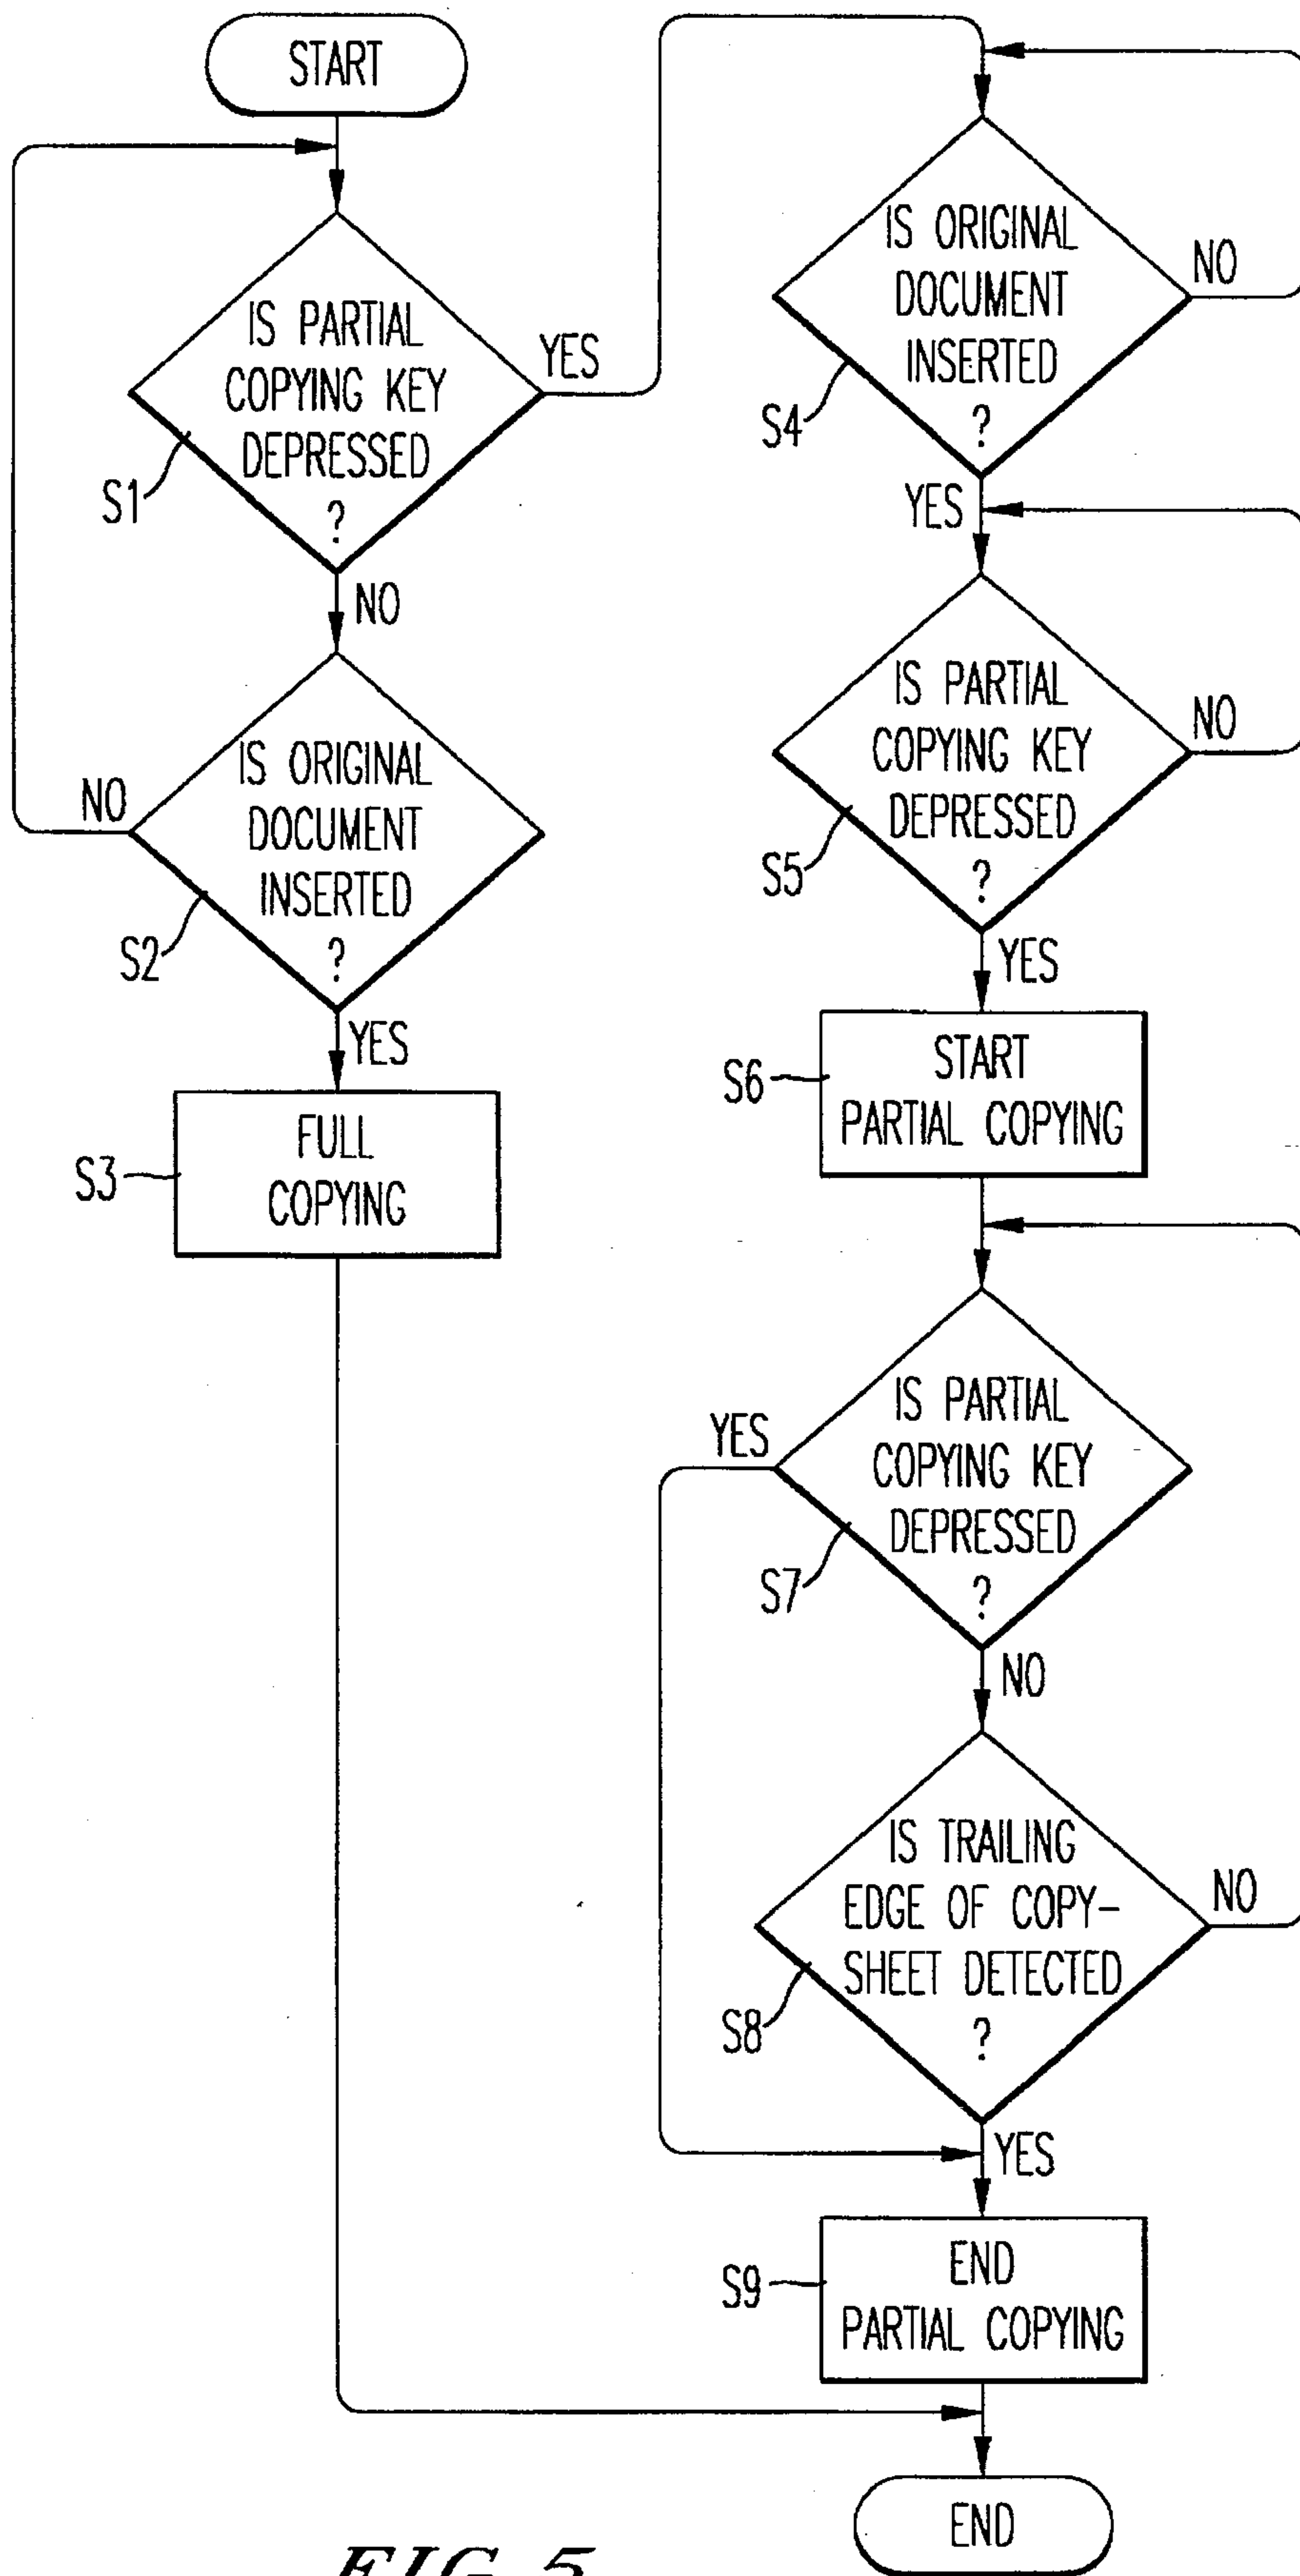 START
IS PARTIAL
COPYING KEY
DEPRESSED
?
YES
S1
NO
IS ORIGINAL
DOCUMENT
INSERTED
?
NO
S2
YES
FULL
COPYING
S3
IS ORIGINAL
DOCUMENT
INSERTED
?
NO
S4
YES
IS PARTIAL
COPYING KEY
DEPRESSED
?
NO
S5
YES
START
PARTIAL COPYING
S6
IS PARTIAL
COPYING KEY
DEPRESSED
?
YES
S7
NO
IS TRAILING
EDGE OF COPY-
SHEET DETECTED
?
NO
S8
YES
END
PARTIAL COPYING
S9
END
FIG. 5